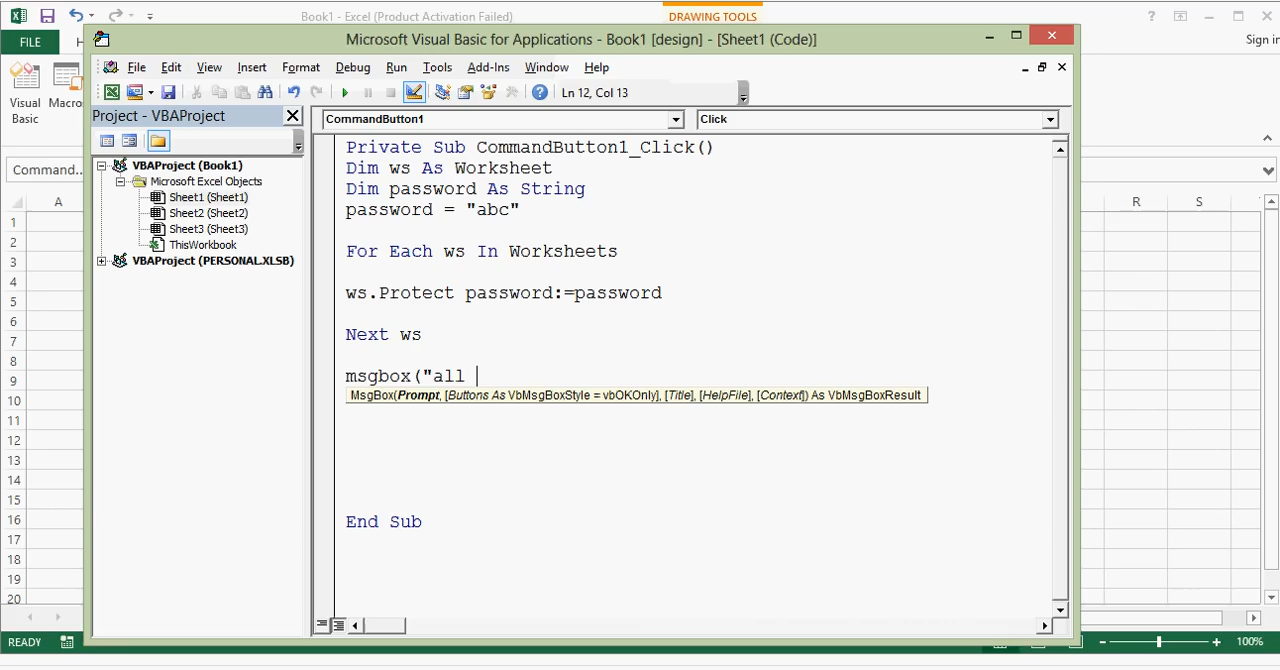 Book1 - Excel (Product Activation Failed)
DRAWING TOOLS
FILE
H
Sign in
Visual Basic
Macro
Command...
Microsoft Visual Basic for Applications - Book1 [design] - [Sheet1 (Code)]
File Edit View Insert Format Debug Run Tools Add-Ins Window Help
Ln 12, Col 13
Project - VBAProject
VBAProject (Book1)
Microsoft Excel Objects
Sheet1 (Sheet1)
Sheet2 (Sheet2)
Sheet3 (Sheet3)
ThisWorkbook
VBAProject (PERSONAL.XLSB)
CommandButton1
Click
Private Sub CommandButton1_Click()
Dim ws As Worksheet
Dim password As String
password = "abc"
For Each ws In Worksheets
ws.Protect password:=password
Next ws
msgbox("all
MsgBox(Prompt, [Buttons As VbMsgBoxStyle = vbOKOnly], [Title], [HelpFile], [Context]) As VbMsgBoxResult
End Sub
A R S
1
2
3
4
5
6
7
8
9
10
11
12
13
14
15
16
17
18
19
20
READY
100%